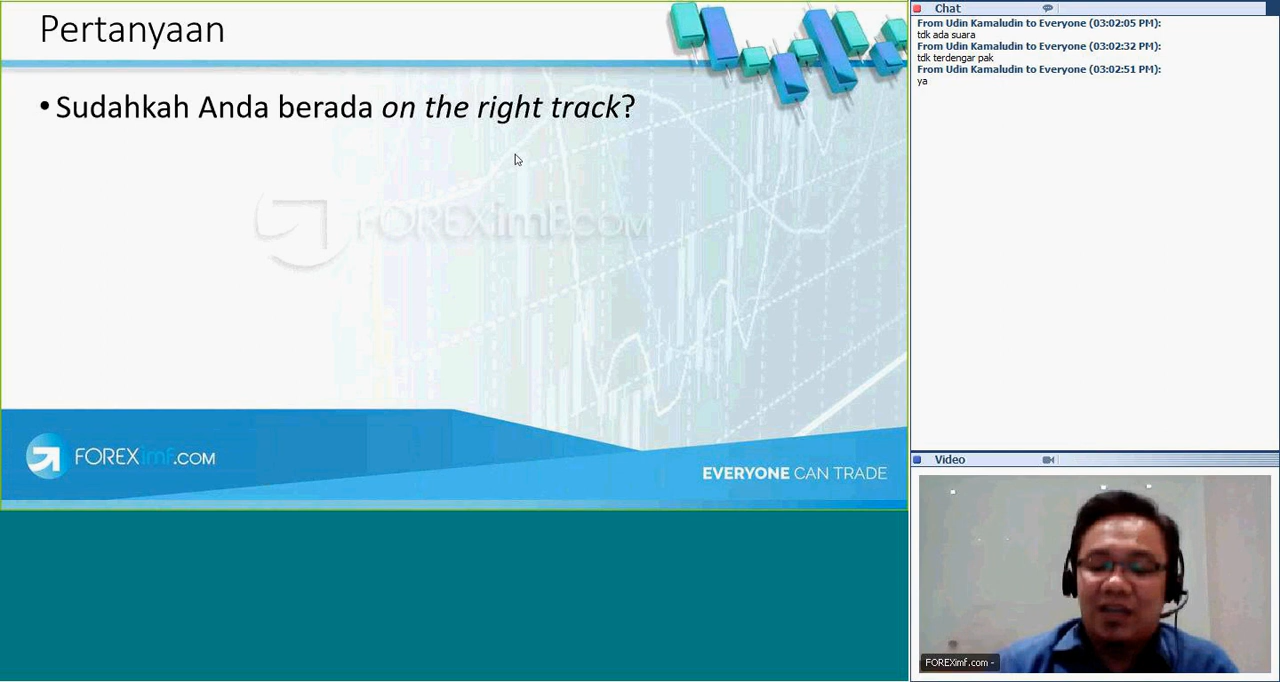 Pertanyaan
• Sudahkah Anda berada on the right track?
FOREXimF.COM
FOREXimF.COM
EVERYONE CAN TRADE
Chat
From Udin Kamaludin to Everyone (03:02:05 PM):
tdk ada suara
From Udin Kamaludin to Everyone (03:02:32 PM):
tdk terdengar pak
From Udin Kamaludin to Everyone (03:02:51 PM):
ya
Video
FOREXimf.com -